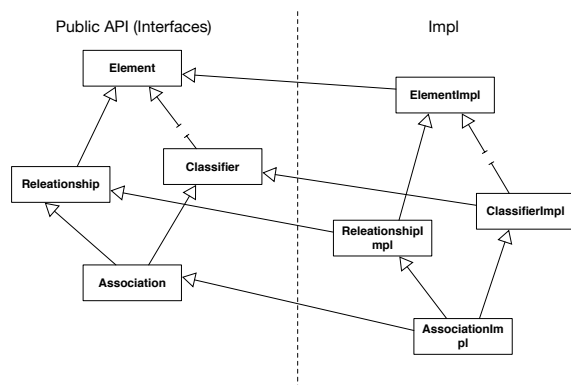 Public API (Interfaces)
Impl
Element
ElementImpl
Classifier
Releationship
ClassifierImpl
ReleationshipI
mpl
Association
AssociationIm
pl